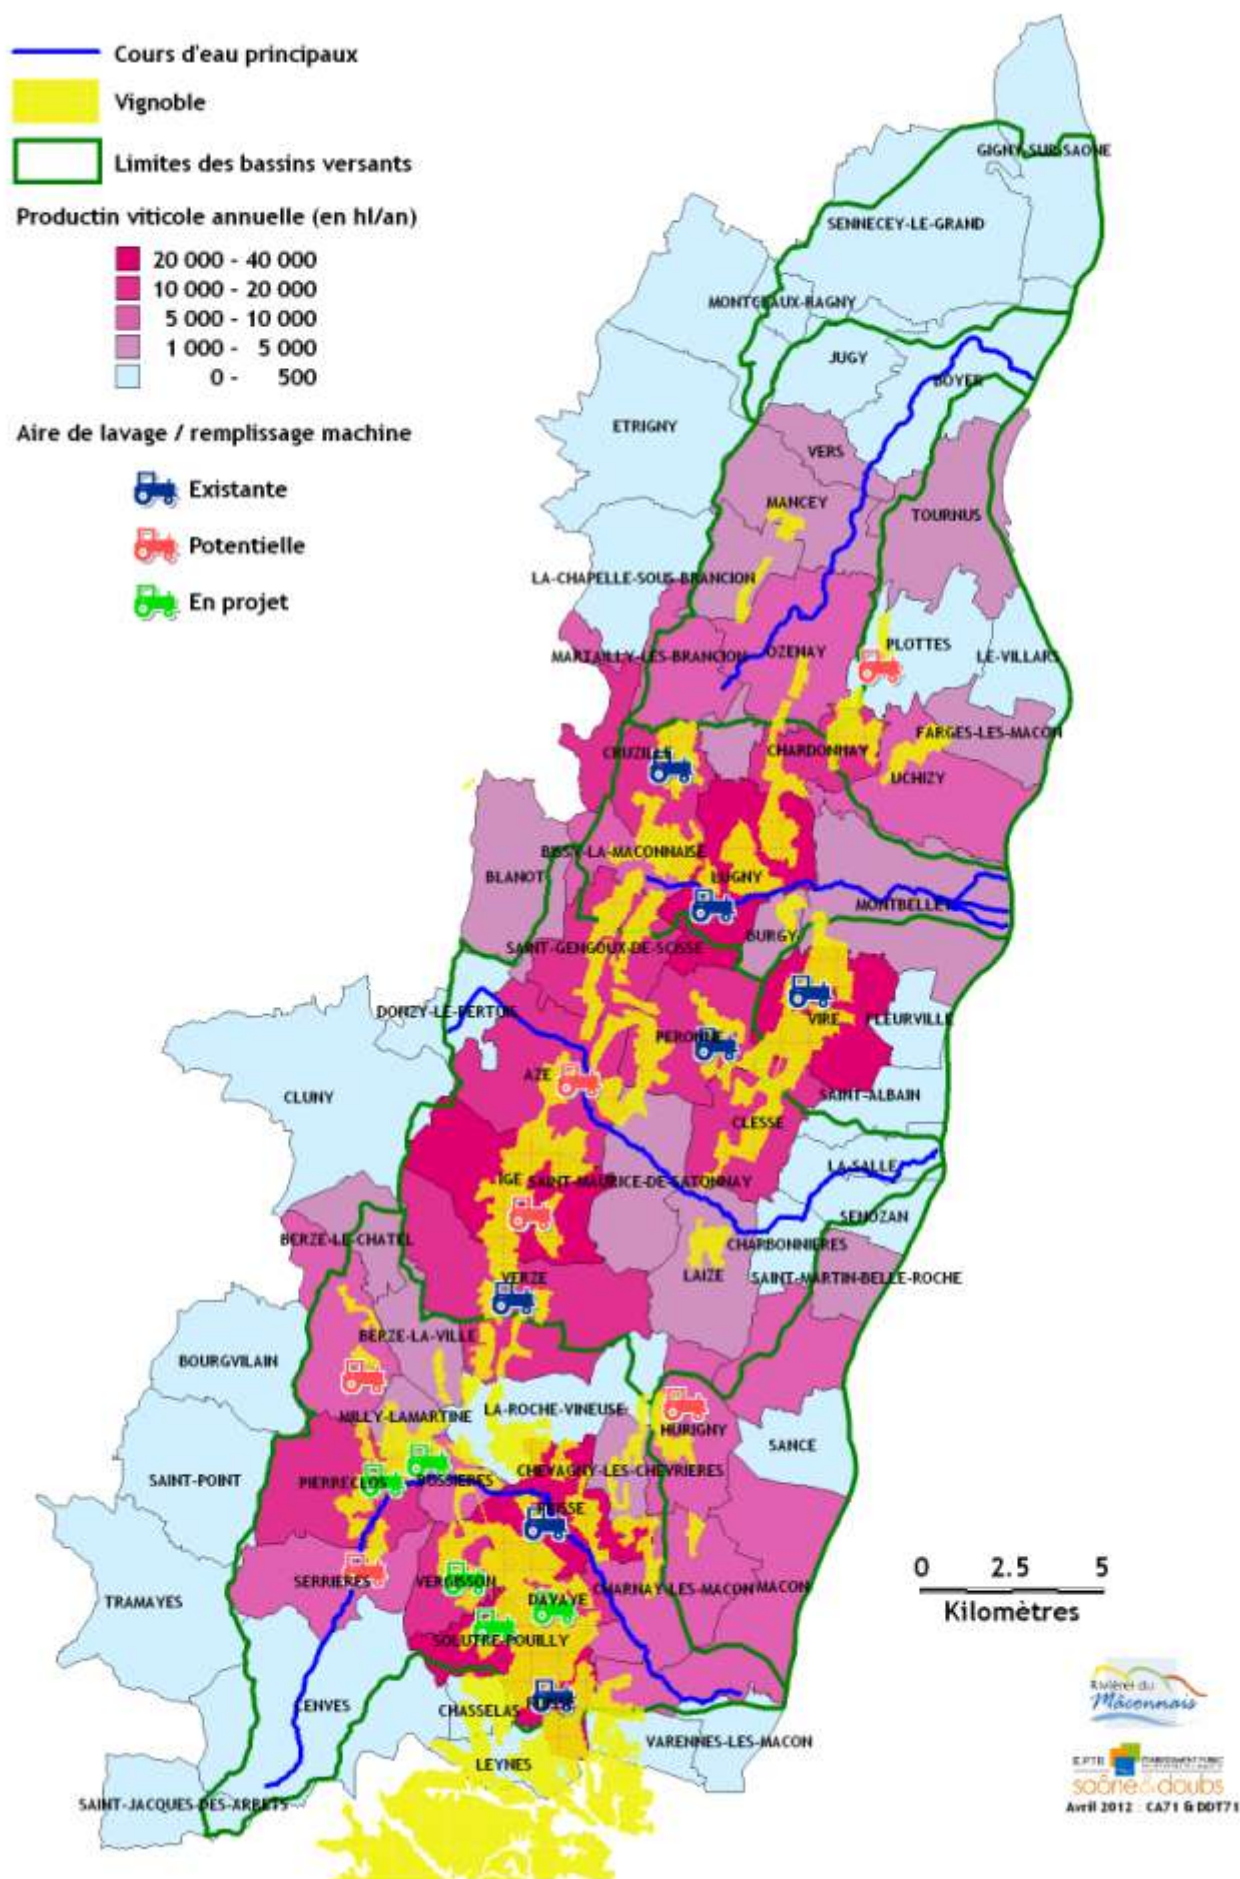 Cours d'eau principaux
Vignoble
Limites des bassins versants
Productin viticole annuelle (en hl/an)
20 000 - 40 000
10 000 - 20 000
5 000 - 10 000
1 000 - 5 000
0 - 500
Aire de lavage / remplissage machine
Existante
Potentielle
En projet
GIGNY-SUR-SAONE
SENNECEY-LE-GRAND
MONTCEAUX-RAGNY
JUGY
BOYER
ETRIGNY
VERS
MANCEY
TOURNUS
LA-CHAPELLE-SOUS-BRANCION
MARTAILLY-LES-BRANCION
OZENAY
PLOTTES
LE-VILLARS
FARGES-LES-MACON
CRUZILLE
CHARDONNAY
UCHIZY
BISSY-LA-MACONNAISE
BLANOT
LUGNY
MONTBELLET
BURGY
SAINT-GENGOUX-DE-SCISSE
DONZY-LE-PERTUIS
VIRE
FLEURVILLE
PERONNE
AZE
CLUNY
SAINT-ALBAIN
CLESSE
LA-SALLE
IGE
SAINT-MAURICE-DE-SATONNAY
SENOZAN
BERZE-LE-CHATEL
CHARBONNIERES
VERZE
LAIZE
SAINT-MARTIN-BELLE-ROCHE
BERZE-LA-VILLE
BOURGVILAIN
MILLY-LAMARTINE
LA-ROCHE-VINEUSE
HURIGNY
SANCE
SAINT-POINT
PIERRECLOS
BUSSIERES
CHEVAGNY-LES-CHEVRIERES
PRISSE
TRAMAYES
SERRIERES
VERGISSON
DAVAYE
CHARNAY-LES-MACON
MACON
SOLUTRE-POUILLY
CENVES
CHASSELAS
FUISSE
VARENNES-LES-MACON
LEYNES
SAINT-JACQUES-DES-ARRETS
0 2.5 5
Kilomètres
Rivières du
Mâconnais
EPTB
saône&doubs
Avril 2012 : CA71 & DDT71